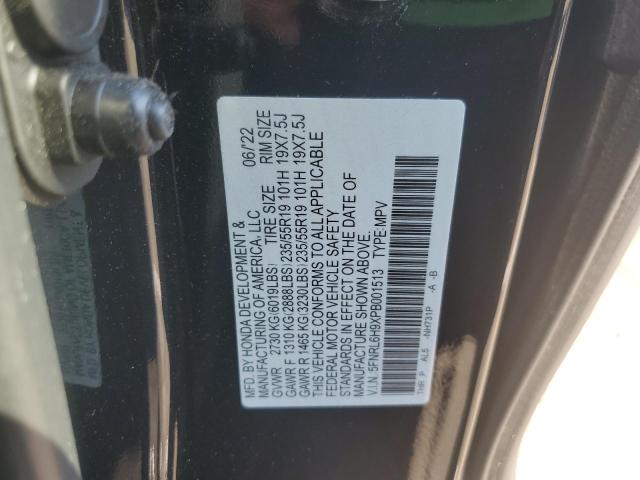 MFD. BY HONDA DEVELOPMENT & 06/'22
MANUFACTURING OF AMERICA, LLC
TIRE SIZE RIM SIZE
GVWR 2730 KG(6019LBS)
GAWR F 1310 KG(2888LBS)235/55R19 101H 19X7.5J
GAWR R 1465 KG(3230LBS)235/55R19 101H 19X7.5J
THIS VEHICLE CONFORMS TO ALL APPLICABLE
FEDERAL MOTOR VEHICLE SAFETY
STANDARDS IN EFFECT ON THE DATE OF
MANUFACTURE SHOWN ABOVE.
V.I.N. 5FNRL6H9XPB001513 TYPE:MPV
THR P AL5 -NH731P -A -B